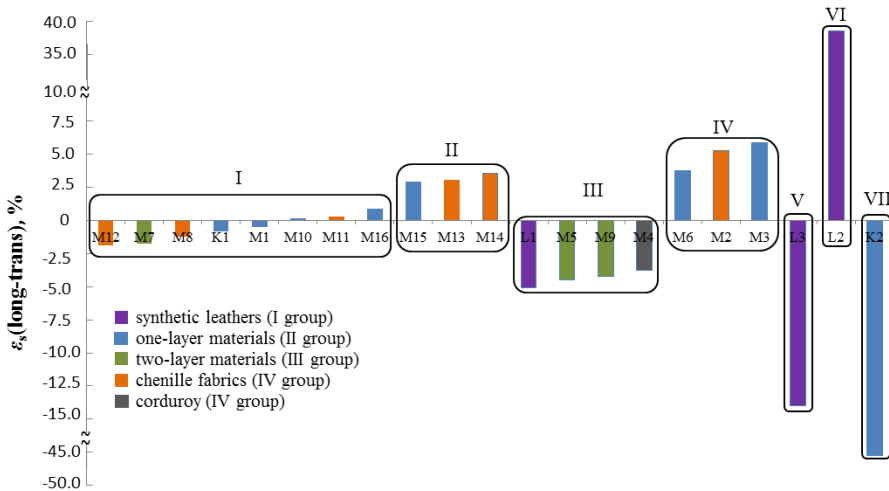 40.0
35.0
10.0
7.5
5.0
2.5
0
-2.5
-5.0
-7.5
-10.0
-12.5
-15.0
-45.0
-50.0
εs(long-trans), %
I
II
III
IV
V
VI
VII
M12 M7 M8 K1 M1 M10 M11 M16 M15 M13 M14 L1 M5 M9 M4 M6 M2 M3 L3 L2 K2
synthetic leathers (I group)
one-layer materials (II group)
two-layer materials (III group)
chenille fabrics (IV group)
corduroy (IV group)